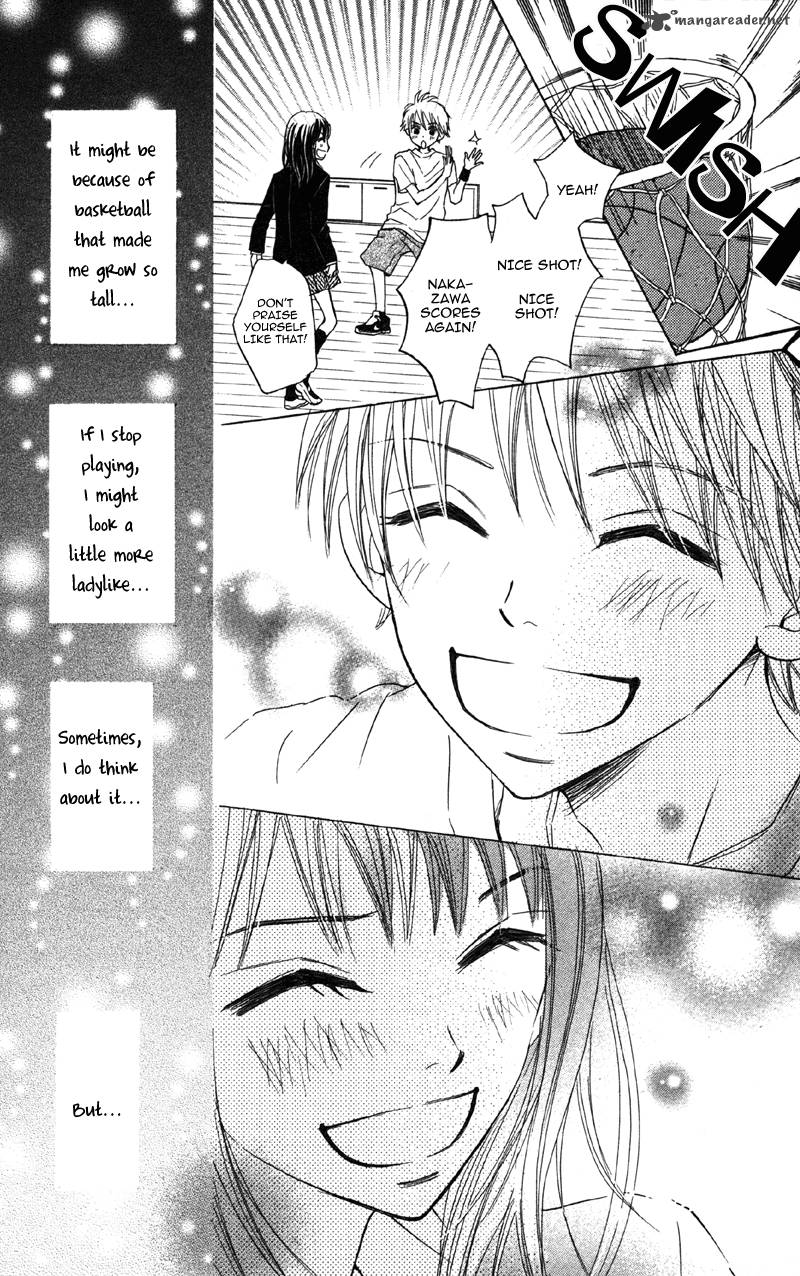 mangareader.net
SWISH
YEAH!
NICE SHOT!
NICE
SHOT!
NAKA-
ZAWA
SCORES
AGAIN!
DON'T
PRAISE
YOURSELF
LIKE THAT!
It might be
because of
basketball
that made
me grow so
tall...
If I stop
playing,
I might
look a
little more
ladylike...
Sometimes,
I do think
about it...
But...